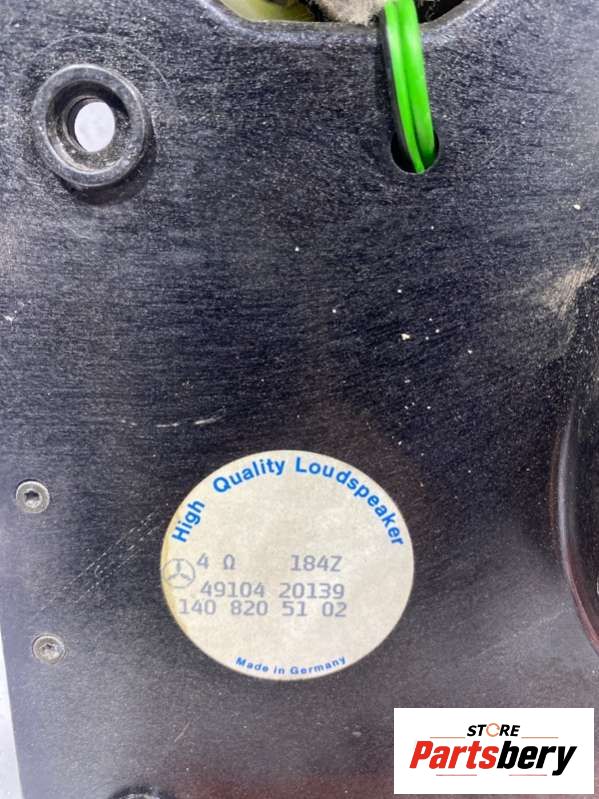 High Quality Loudspeaker
4 Ω 184Z
49104 20139
140 820 51 02
Made in Germany
STORE
Partsbery